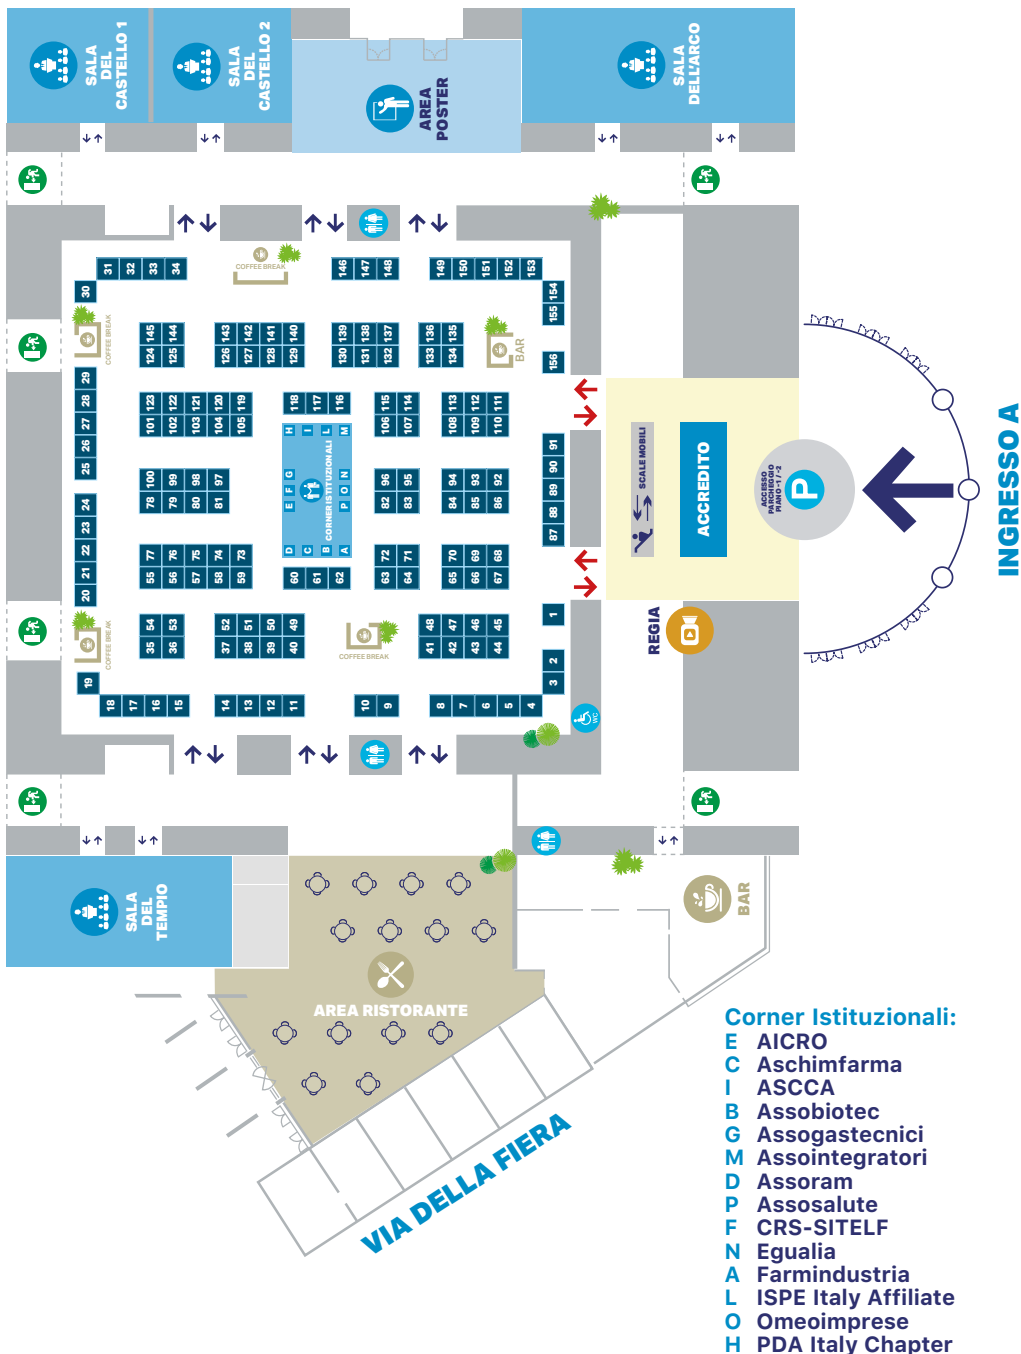 SALA
DEL
CASTELLO 1
SALA
DEL
CASTELLO 2
AREA
POSTER
SALA
DELL'ARCO
COFFEE BREAK
31 32 33 34
146 147 148
149 150 151 152 153
30
154
155
145 144
124 125
143 142 141 140
126 127 128 129
139 138 137
130 131 132
136 135
133 134
COFFEE BREAK
BAR
156
29
28
27
26
25
123 122 121 120 119
101 102 103 104 105
118 117 116
115 114
106 107
113 112 111
108 109 110
H I L M
CORNER ISTITUZIONALI
E F G
P O N
D C B A
100 99 98 97
78 79 80 81
96 95
82 83
94 93 92
84 85 86
91
90
89
88
87
24
23
22
21
20
77 76 75 74 73
55 56 57 58 59
60 61 62
72 71
63 64
70 69 68
65 66 67
SCALE MOBILI
ACCREDITO
ACCESSO
PARCHEGGIO
PIANO -1 / -2
P
INGRESSO A
54 53
35 36
52 51 50 49
37 38 39 40
48 47 46 45
41 42 43 44
COFFEE BREAK
COFFEE BREAK
1
2
3
REGIA
19
18 17 16 15
14 13 12 11
10 9
8 7 6 5 4
WC
SALA
DEL
TEMPIO
AREA RISTORANTE
BAR
VIA DELLA FIERA
Corner Istituzionali:
E AICRO
C Aschimfarma
I ASCCA
B Assobiotec
G Assogastecnici
M Assointegratori
D Assoram
P Assosalute
F CRS-SITELF
N Egualia
A Farmindustria
L ISPE Italy Affiliate
O Omeoimprese
H PDA Italy Chapter